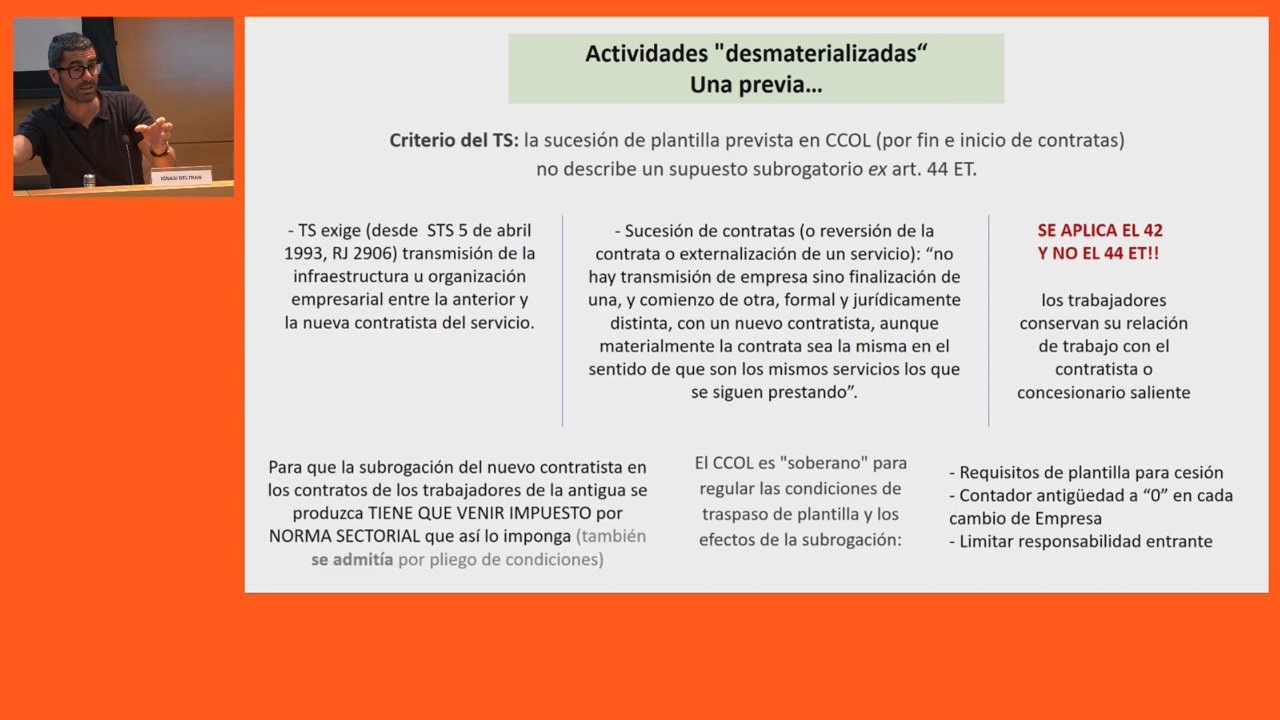 IGNASI BELTRAN
Actividades "desmaterializadas“
Una previa...
Criterio del TS: la sucesión de plantilla prevista en CCOL (por fin e inicio de contratas)
no describe un supuesto subrogatorio ex art. 44 ET.
- TS exige (desde STS 5 de abril
1993, RJ 2906) transmisión de la
infraestructura u organización
empresarial entre la anterior y
la nueva contratista del servicio.
- Sucesión de contratas (o reversión de la
contrata o externalización de un servicio): “no
hay transmisión de empresa sino finalización de
una, y comienzo de otra, formal y jurídicamente
distinta, con un nuevo contratista, aunque
materialmente la contrata sea la misma en el
sentido de que son los mismos servicios los que
se siguen prestando”.
SE APLICA EL 42
Y NO EL 44 ET!!
los trabajadores
conservan su relación
de trabajo con el
contratista o
concesionario saliente
Para que la subrogación del nuevo contratista en
los contratos de los trabajadores de la antigua se
produzca TIENE QUE VENIR IMPUESTO por
NORMA SECTORIAL que así lo imponga (también
se admitía por pliego de condiciones)
El CCOL es "soberano" para
regular las condiciones de
traspaso de plantilla y los
efectos de la subrogación:
- Requisitos de plantilla para cesión
- Contador antigüedad a “0” en cada
cambio de Empresa
- Limitar responsabilidad entrante